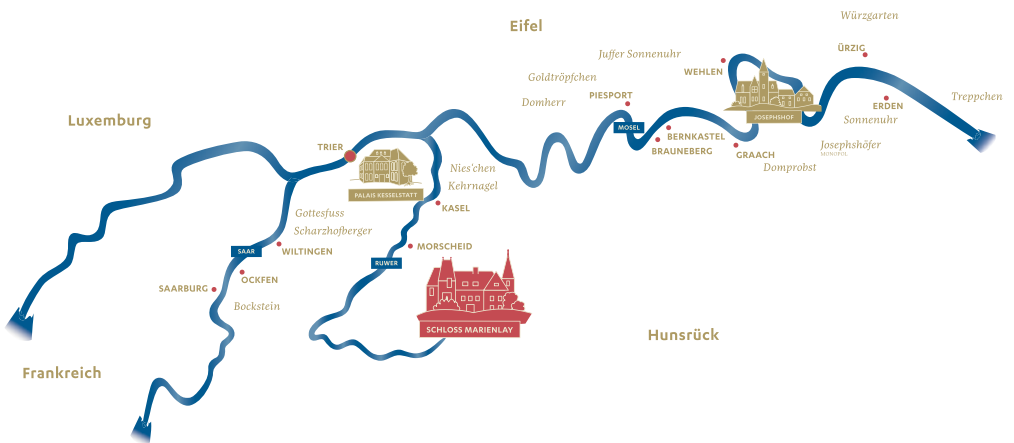 Würzgarten
Eifel
ÜRZIG
Juffer Sonnenuhr
WEHLEN
Goldtröpfchen
PIESPORT
Treppchen
Domherr
ERDEN
Luxemburg
JOSEPHSHOF
Sonnenuhr
MOSEL
BERNKASTEL
BRAUNEBERG
GRAACH
Josephshöfer
MONOPOL
Domprobst
TRIER
Nies'chen
Kehrnagel
PALAIS KESSELSTATT
KASEL
Gottesfuss
Scharzhofberger
SAAR
WILTINGEN
MORSCHEID
RUWER
OCKFEN
SAARBURG
Bockstein
SCHLOSS MARIENLAY
Hunsrück
Frankreich